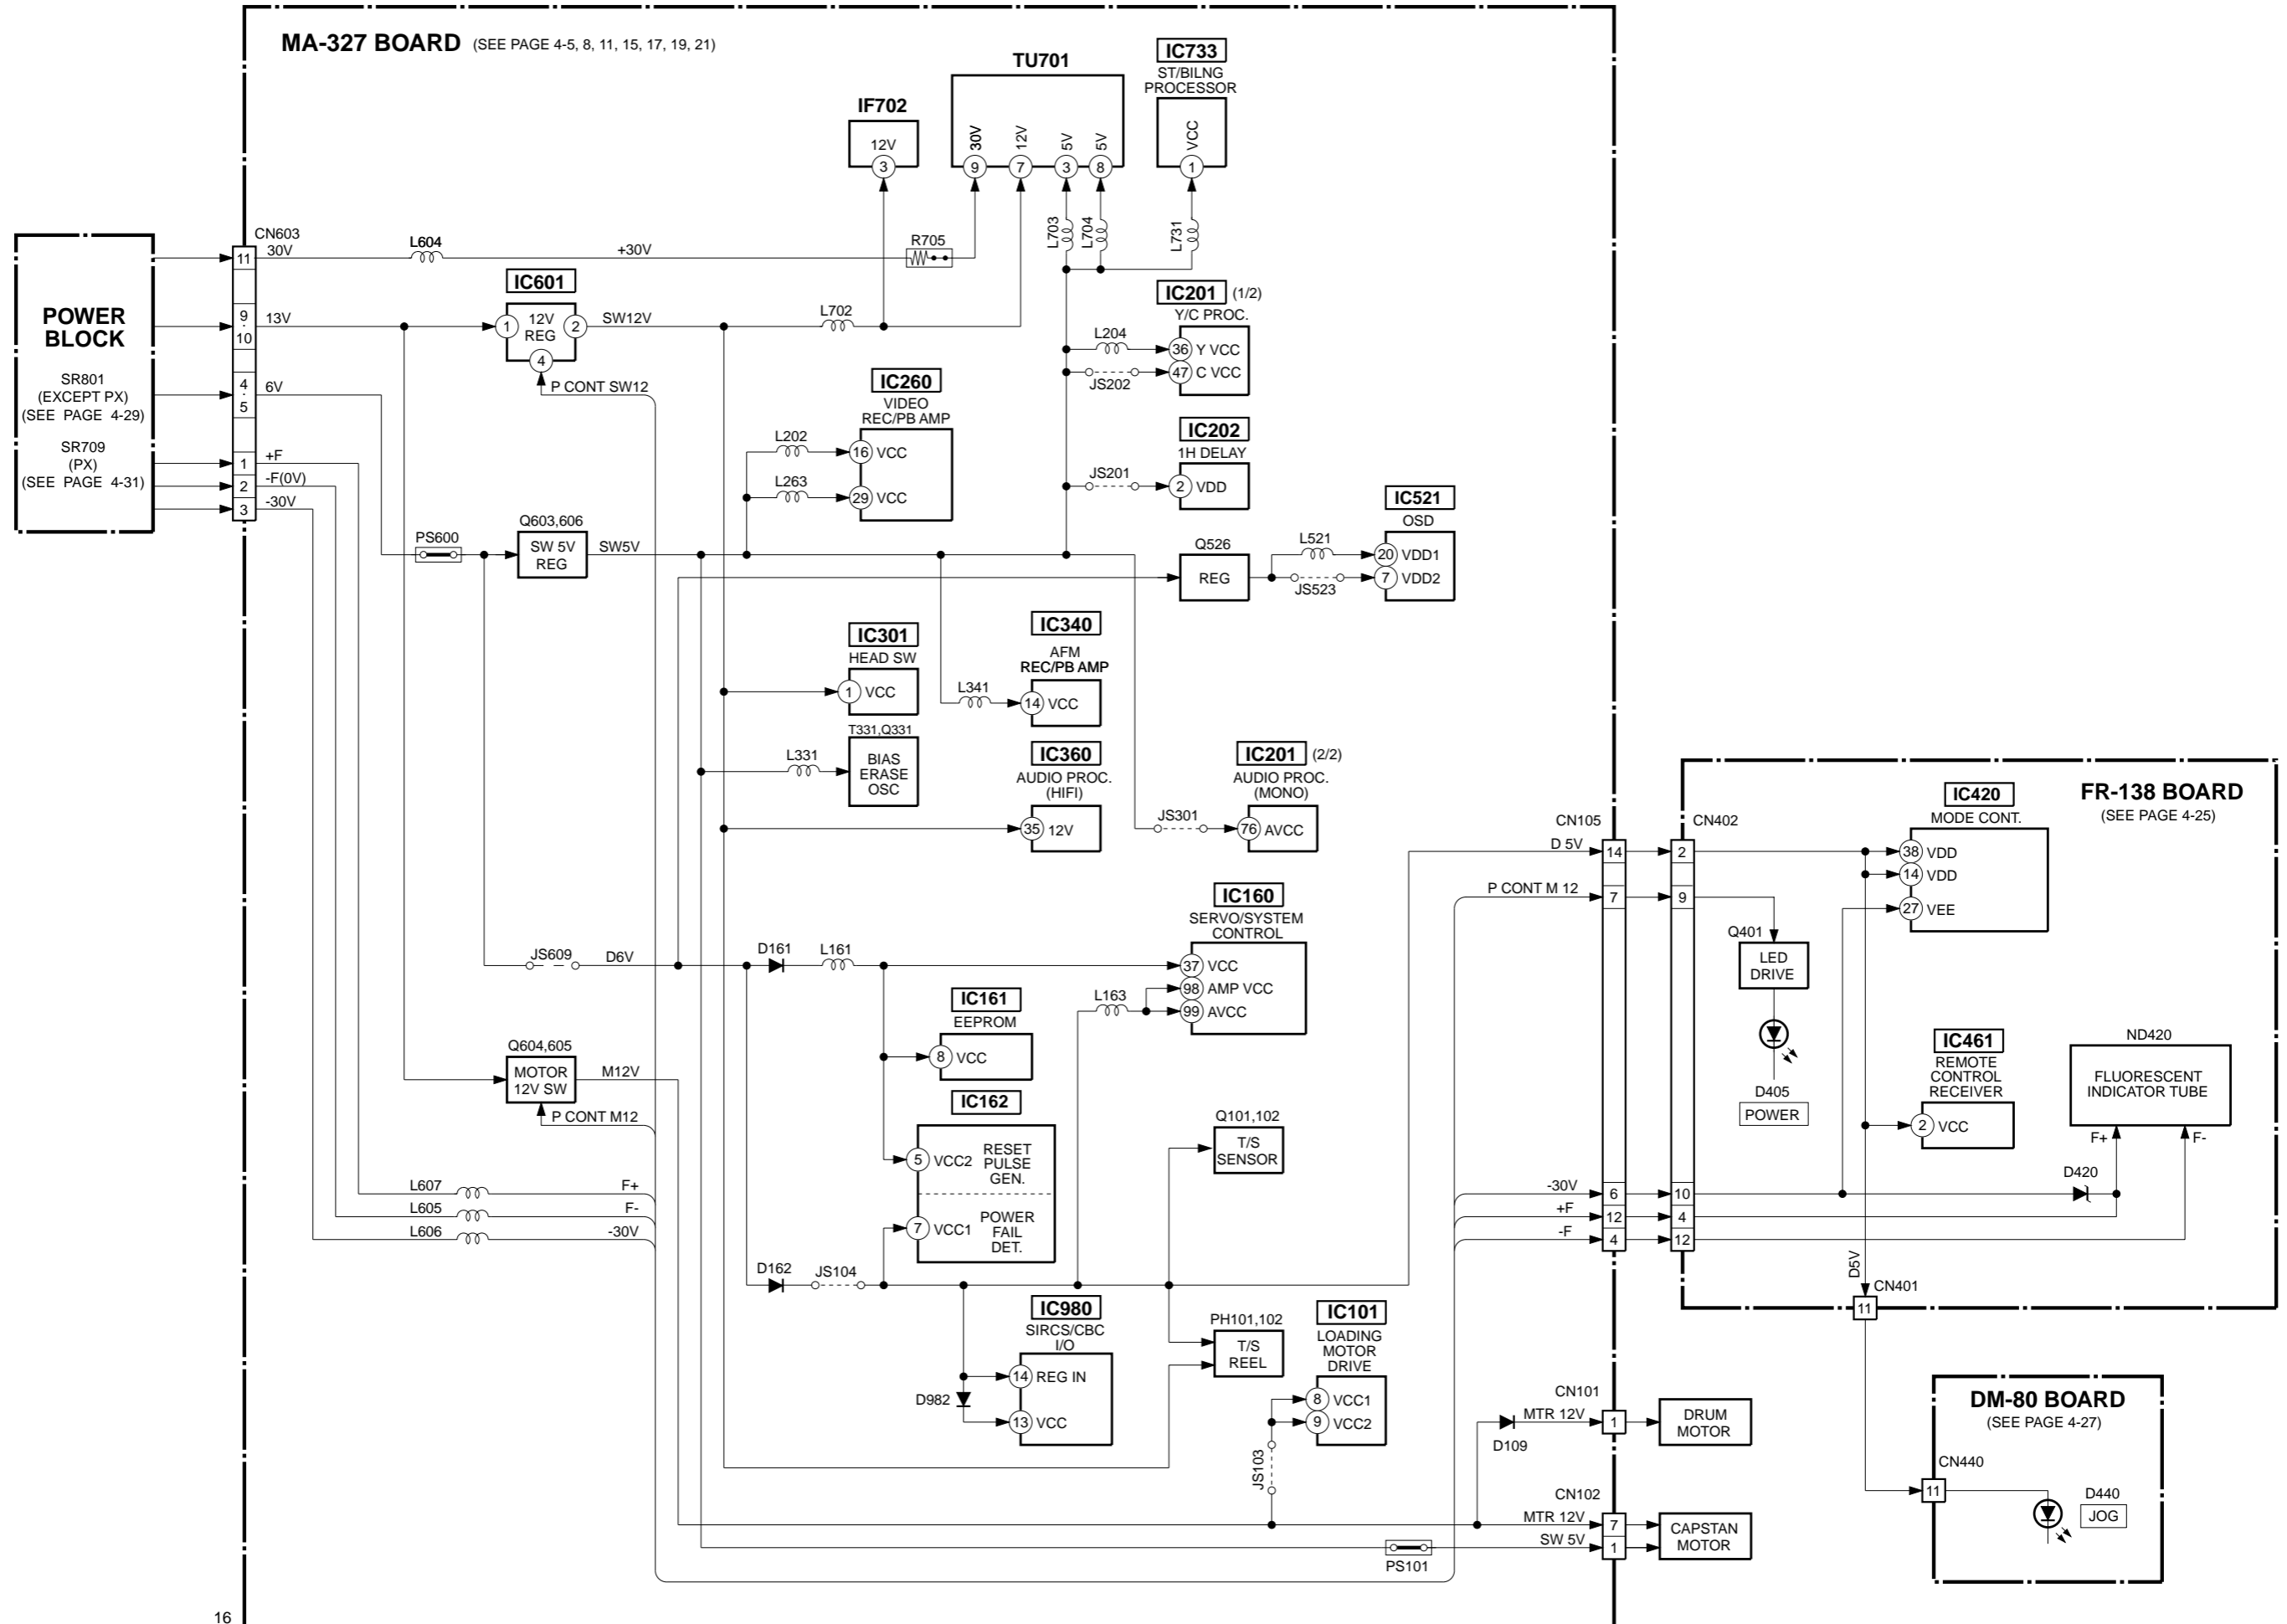 MA-327 BOARD (SEE PAGE 4-5, 8, 11, 15, 17, 19, 21)
TU701
30V
12V
5V
5V
9
7
3
8
IC733
ST/BILNG
PROCESSOR
VCC
1
IF702
12V
3
L703
L704
L731
POWER
BLOCK
SR801
(EXCEPT PX)
(SEE PAGE 4-29)
SR709
(PX)
(SEE PAGE 4-31)
CN603
11
30V
9
10
13V
4
5
6V
1
+F
2
-F(0V)
3
-30V
L604
+30V
R705
IC601
1
12V
REG
2
4
SW12V
P CONT SW12
L702
IC201 (1/2)
Y/C PROC.
L204
36 Y VCC
47 C VCC
JS202
IC260
VIDEO
REC/PB AMP
L202
16 VCC
L263
29 VCC
IC202
1H DELAY
JS201
2 VDD
IC521
OSD
L521
20 VDD1
7 VDD2
JS523
Q526
REG
PS600
Q603,606
SW 5V
REG
SW5V
IC301
HEAD SW
1 VCC
IC340
AFM
REC/PB AMP
L341
14 VCC
T331,Q331
BIAS
ERASE
OSC
L331
IC360
AUDIO PROC.
(HIFI)
35 12V
IC201 (2/2)
AUDIO PROC.
(MONO)
JS301
76 AVCC
CN105
D 5V
14
P CONT M 12
7
CN402
2
9
FR-138 BOARD
(SEE PAGE 4-25)
IC420
MODE CONT.
38 VDD
14 VDD
27 VEE
Q401
LED
DRIVE
D405
POWER
IC461
REMOTE
CONTROL
RECEIVER
2 VCC
ND420
FLUORESCENT
INDICATOR TUBE
F+
F-
D420
IC160
SERVO/SYSTEM
CONTROL
37 VCC
98 AMP VCC
99 AVCC
L163
JS609
D6V
D161
L161
IC161
EEPROM
8 VCC
IC162
5 VCC2
RESET
PULSE
GEN.
7 VCC1
POWER
FAIL
DET.
Q604,605
MOTOR
12V SW
M12V
P CONT M12
Q101,102
T/S
SENSOR
L607
F+
L605
F-
L606
-30V
-30V
6
10
+F
12
4
-F
4
12
D5V
CN401
11
D162
JS104
IC980
SIRCS/CBC
I/O
14 REG IN
13 VCC
D982
PH101,102
T/S
REEL
IC101
LOADING
MOTOR
DRIVE
8 VCC1
9 VCC2
JS103
D109
CN101
MTR 12V
1
DRUM
MOTOR
CN102
MTR 12V
7
SW 5V
1
CAPSTAN
MOTOR
PS101
DM-80 BOARD
(SEE PAGE 4-27)
CN440
11
D440
JOG
16